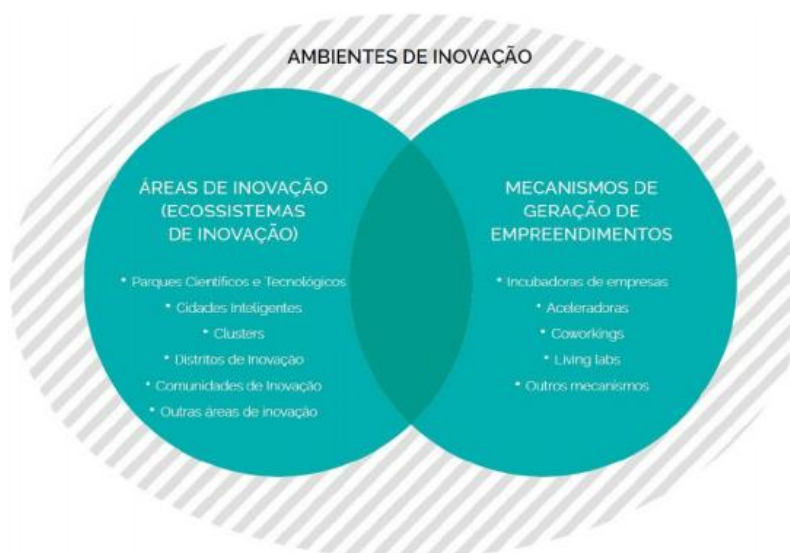 AMBIENTES DE INOVAÇÃO
ÁREAS DE INOVAÇÃO
(ECOSSISTEMAS
DE INOVAÇÃO)
* Parques Científicos e Tecnológicos
* Cidades Inteligentes
* Clusters
* Distritos de Inovação
* Comunidades de Inovação
* Outras áreas de inovação
MECANISMOS DE
GERAÇÃO DE
EMPREENDIMENTOS
* Incubadoras de empresas
* Aceleradoras
* Coworkings
* Living labs
* Outros mecanismos